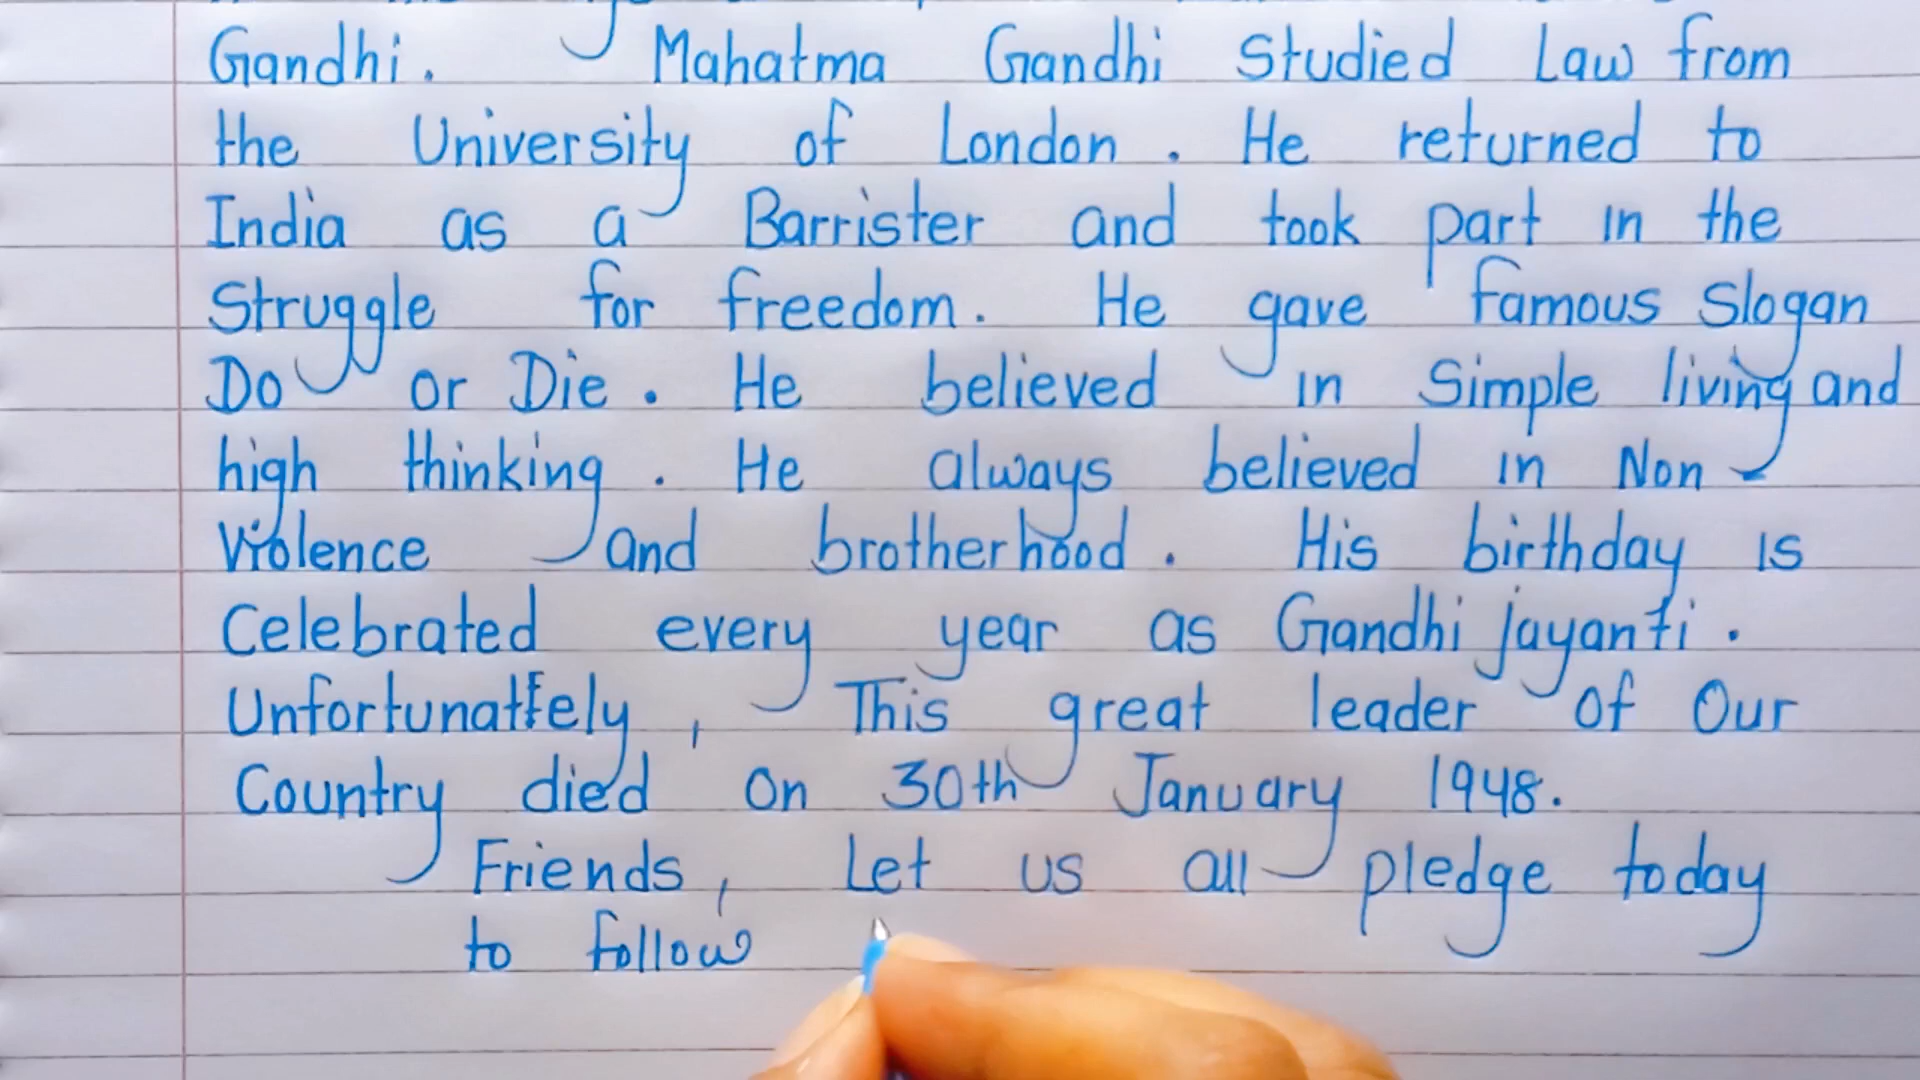 Gandhi. Mahatma Gandhi Studied Law from
the University of London. He returned to
India as a Barrister and took part in the
Struggle for freedom. He gave famous Slogan
Do or Die. He believed in Simple living and
high thinking. He always believed in Non
Violence and brotherhood. His birthday is
Celebrated every year as Gandhi jayanti.
Unfortunately, This great leader of Our
Country died on 30th January 1948.
Friends, Let us all pledge today
to follow